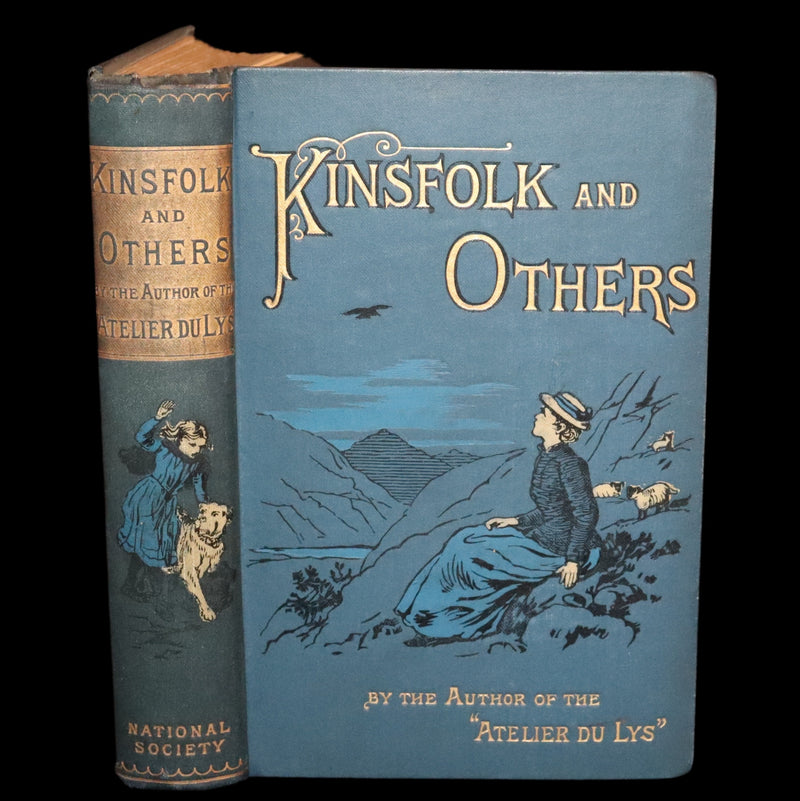 KINSFOLK
AND
OTHERS
BY THE AUTHOR OF THE
ATELIER DU LYS
NATIONAL
SOCIETY
KINSFOLK AND
OTHERS
BY THE AUTHOR OF THE
"ATELIER DU LYS"